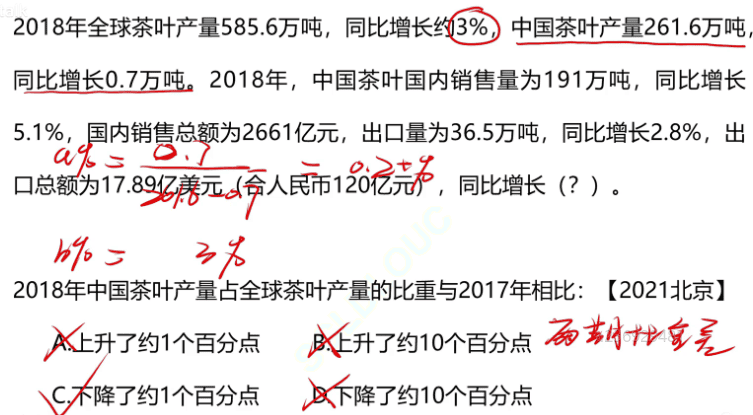 2018年全球茶叶产量585.6万吨，同比增长约3%，中国茶叶产量261.6万吨，
同比增长0.7万吨。2018年，中国茶叶国内销售量为191万吨，同比增长
5.1%，国内销售总额为2661亿元，出口量为36.5万吨，同比增长2.8%，出
a% = 0.7 / 261.6-0.7 = 0.2+%
口总额为17.89亿美元（合人民币120亿元），同比增长（?）。
b% = 3%
2018年中国茶叶产量占全球茶叶产量的比重与2017年相比：【2021北京】
A.上升了约1个百分点 B.上升了约10个百分点 两期比重差
C.下降了约1个百分点 D.下降了约10个百分点